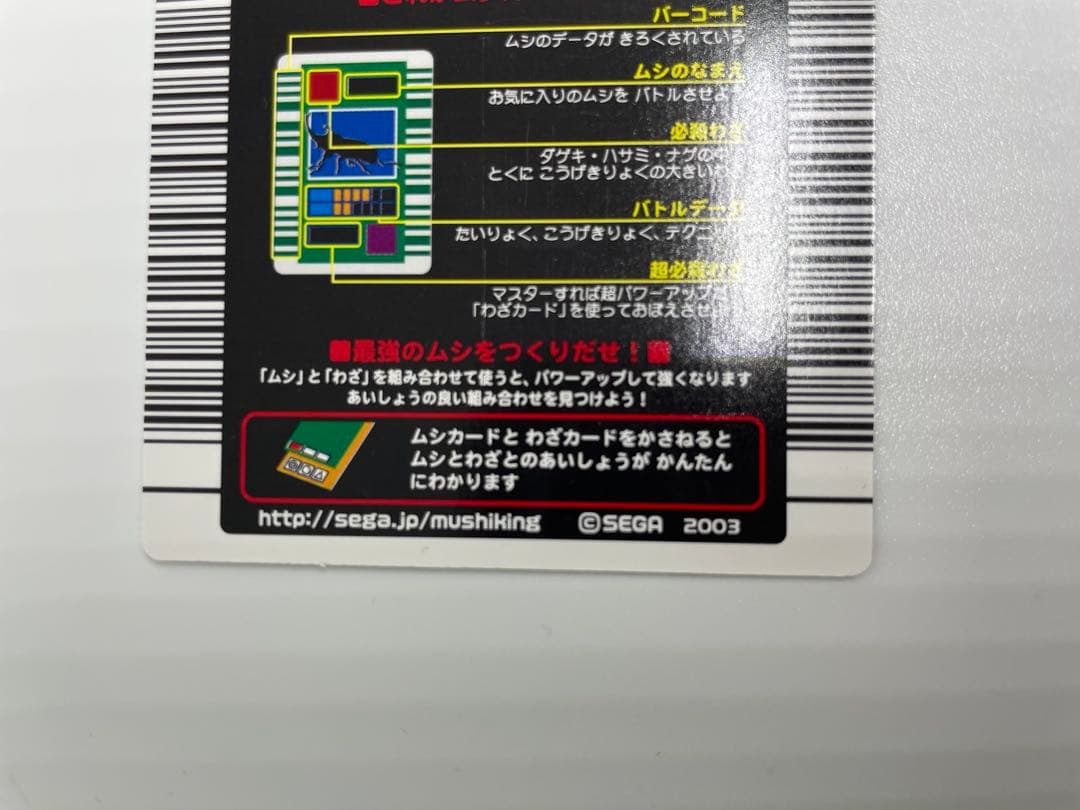 バーコード
ムシのデータが きろくされている
ムシのなまえ
お気に入りのムシを バトルさせよ
必殺わざ
ダゲキ・ハサミ・ナゲの
とくに こうげきりょくの大きい
バトルデータ
たいりょく、こうげきりょく、テクニ
超必殺わざ
マスターすれば超パワーアップ
「わざカード」を使っておぼえさせ
最強のムシをつくりだせ！
「ムシ」と「わざ」を組み合わせて使うと、パワーアップして強くなります
あいしょうの良い組み合わせを見つけよう！
ムシカードと わざカードをかさねると
ムシとわざとのあいしょうが かんたん
にわかります
http://sega.jp/mushiking ©SEGA 2003